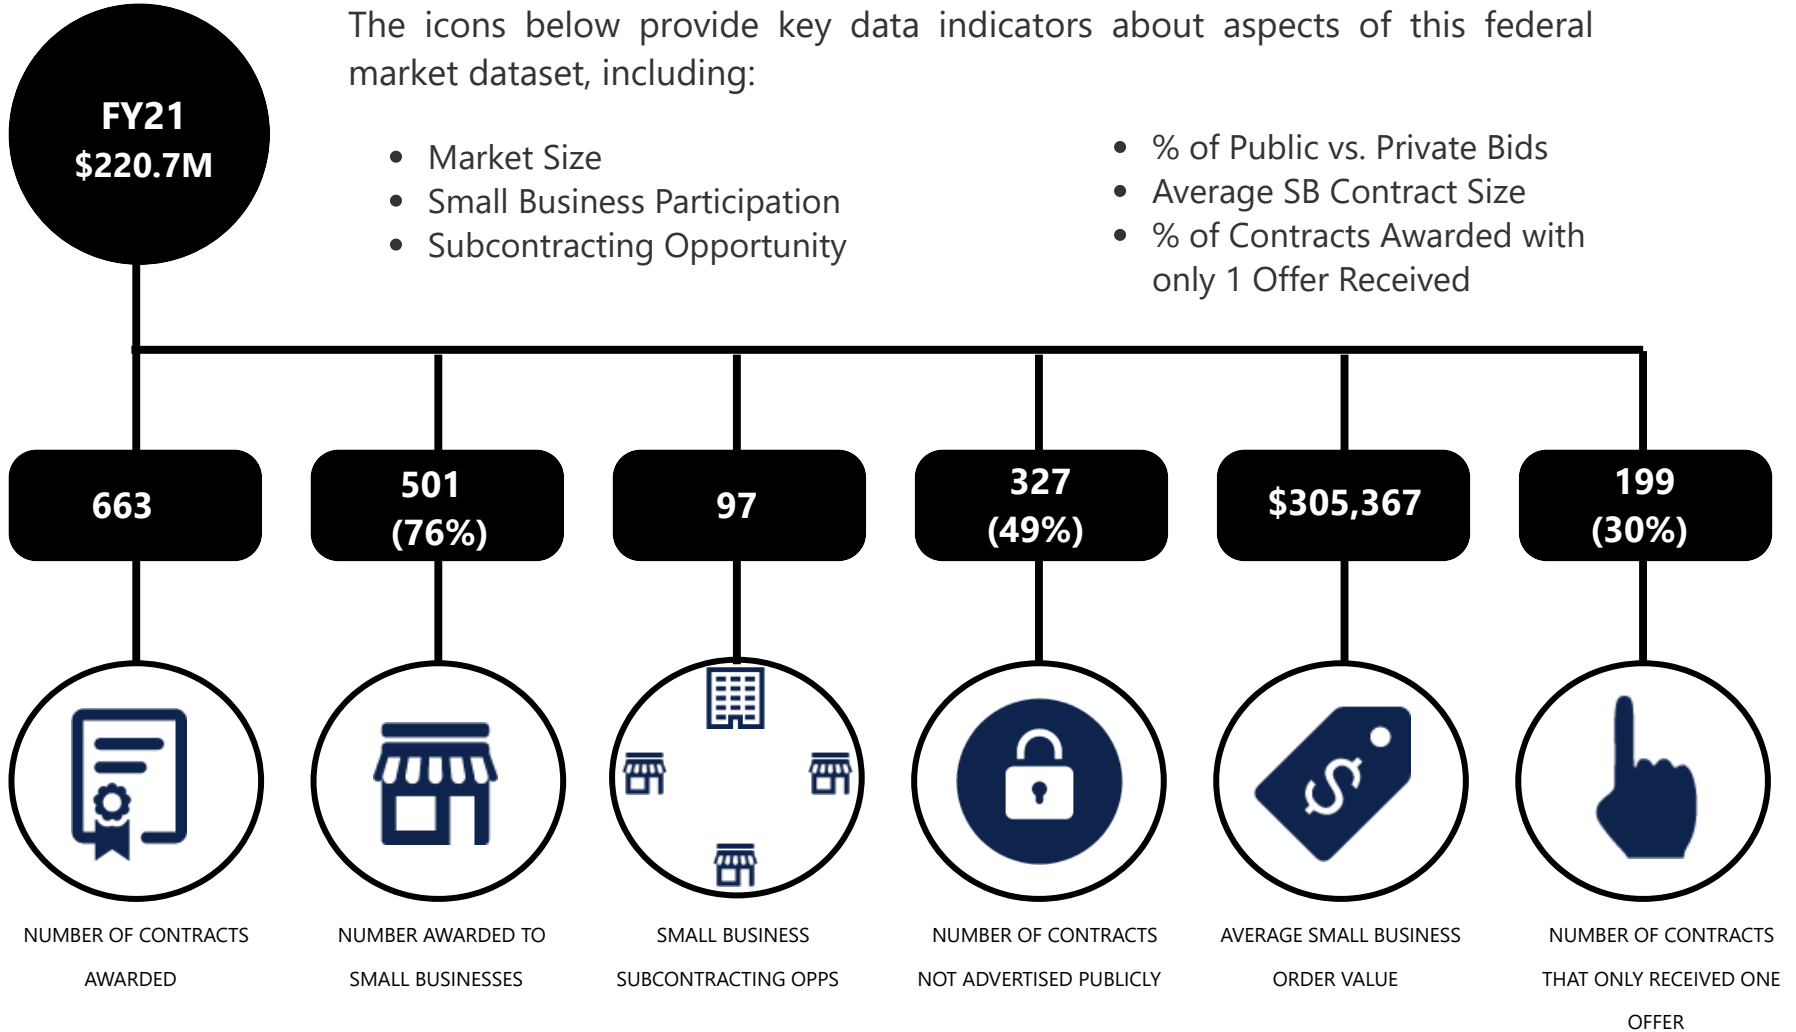 FY21
$220.7M
The icons below provide key data indicators about aspects of this federal
market dataset, including:
• Market Size
• Small Business Participation
• Subcontracting Opportunity
• % of Public vs. Private Bids
• Average SB Contract Size
• % of Contracts Awarded with
only 1 Offer Received
663
501
(76%)
97
327
(49%)
$305,367
199
(30%)
NUMBER OF CONTRACTS
AWARDED
NUMBER AWARDED TO
SMALL BUSINESSES
SMALL BUSINESS
SUBCONTRACTING OPPS
NUMBER OF CONTRACTS
NOT ADVERTISED PUBLICLY
AVERAGE SMALL BUSINESS
ORDER VALUE
NUMBER OF CONTRACTS
THAT ONLY RECEIVED ONE
OFFER